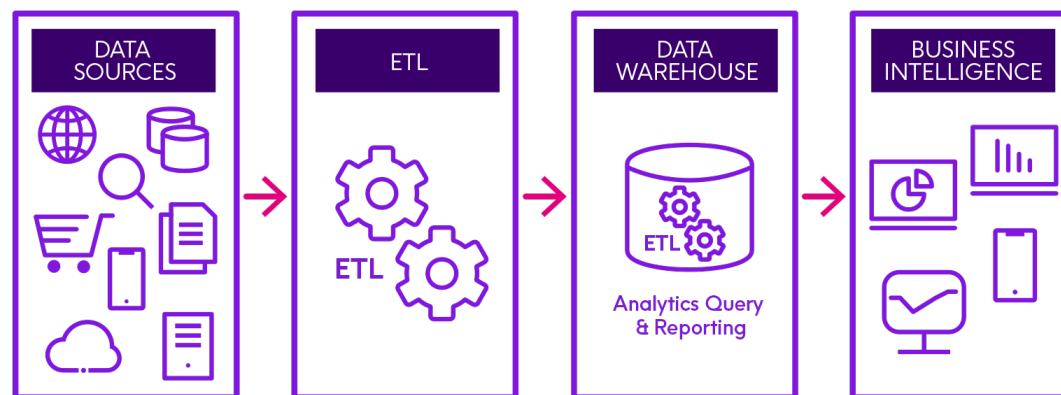 DATA
SOURCES
ETL
ETL
DATA
WAREHOUSE
ETL
Analytics Query
& Reporting
BUSINESS
INTELLIGENCE